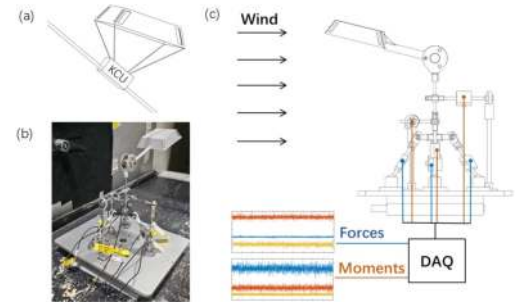 (a)
KCU
(b)
(c)
Wind
Forces
Moments
DAQ